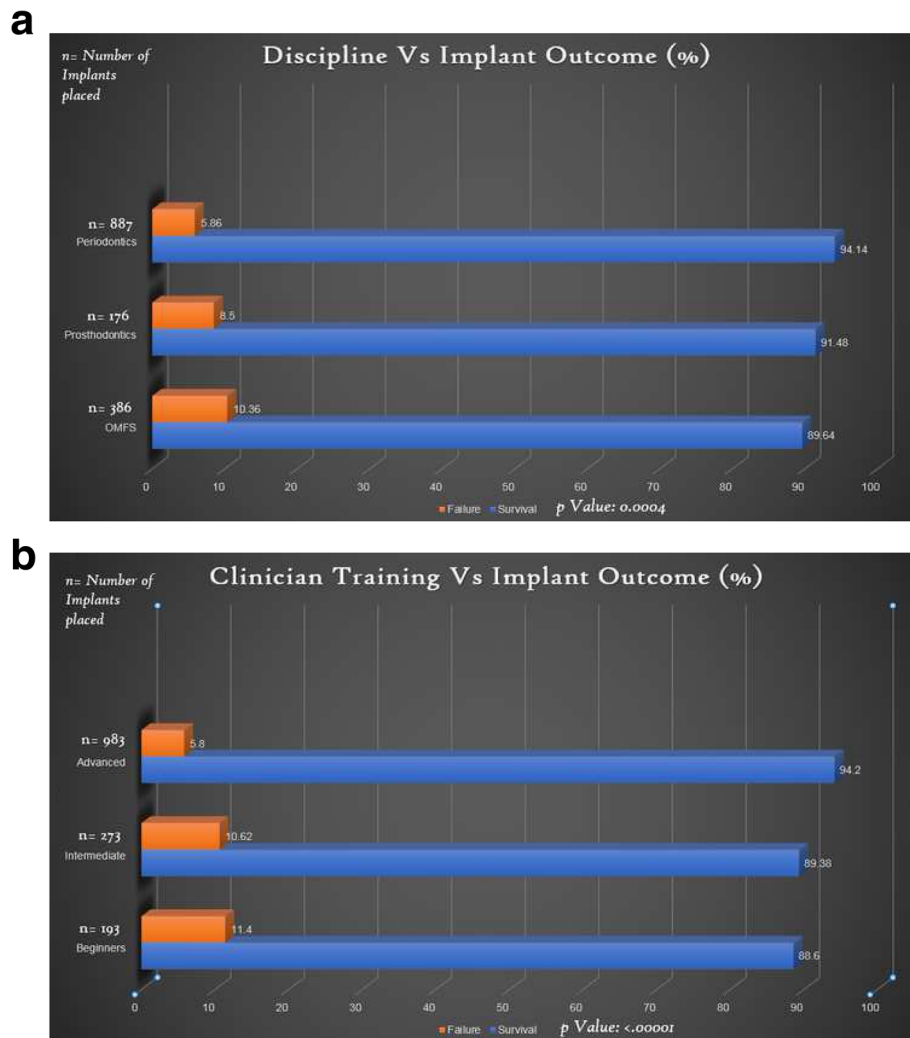 a
n= Number of
Implants
placed
Discipline Vs Implant Outcome (%)
n= 887
Periodontics
5.86
94.14
n= 176
Prosthodontics
8.5
91.48
n= 386
OMFS
10.36
89.64
0 10 20 30 40 50 60 70 80 90 100
Failure Survival p Value: 0.0004
b
n= Number of
Implants
placed
Clinician Training Vs Implant Outcome (%)
n= 983
Advanced
5.8
94.2
n= 273
Intermediate
10.62
89.38
n= 193
Beginners
11.4
88.6
0 10 20 30 40 50 60 70 80 90 100
Failure Survival p Value: <.00001